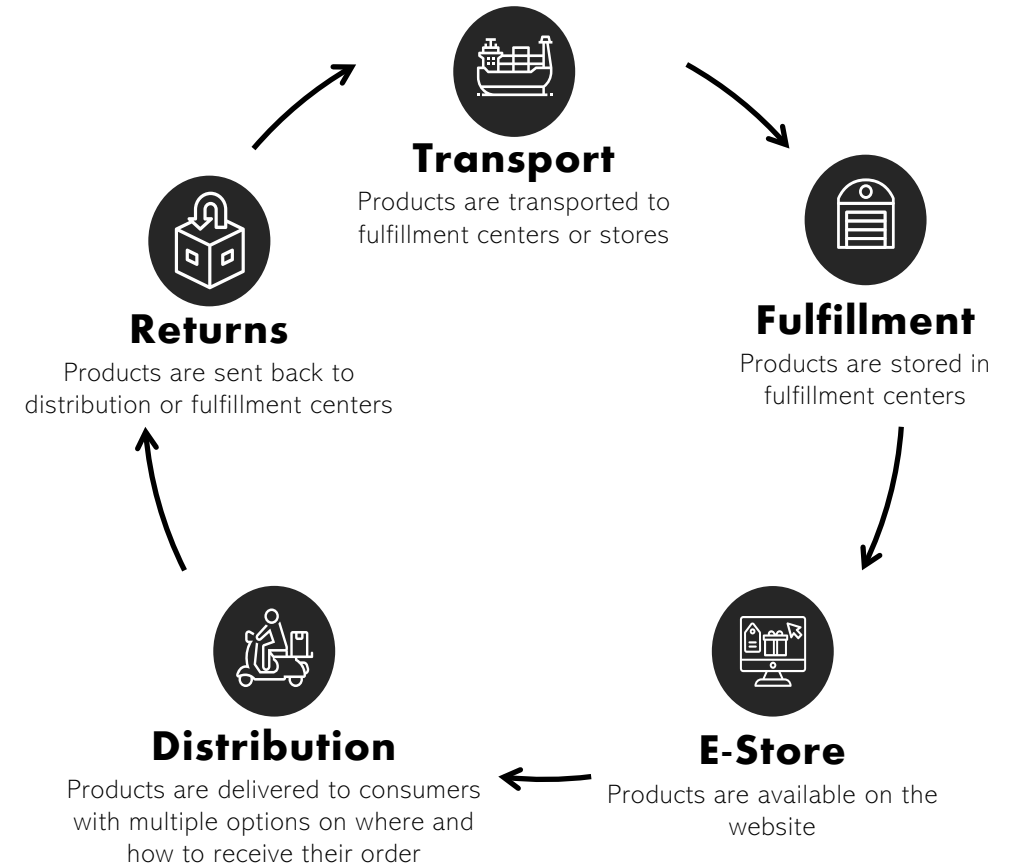 Transport
Products are transported to
fulfillment centers or stores
Fulfillment
Products are stored in
fulfillment centers
E-Store
Products are available on the
website
Distribution
Products are delivered to consumers
with multiple options on where and
how to receive their order
Returns
Products are sent back to
distribution or fulfillment centers